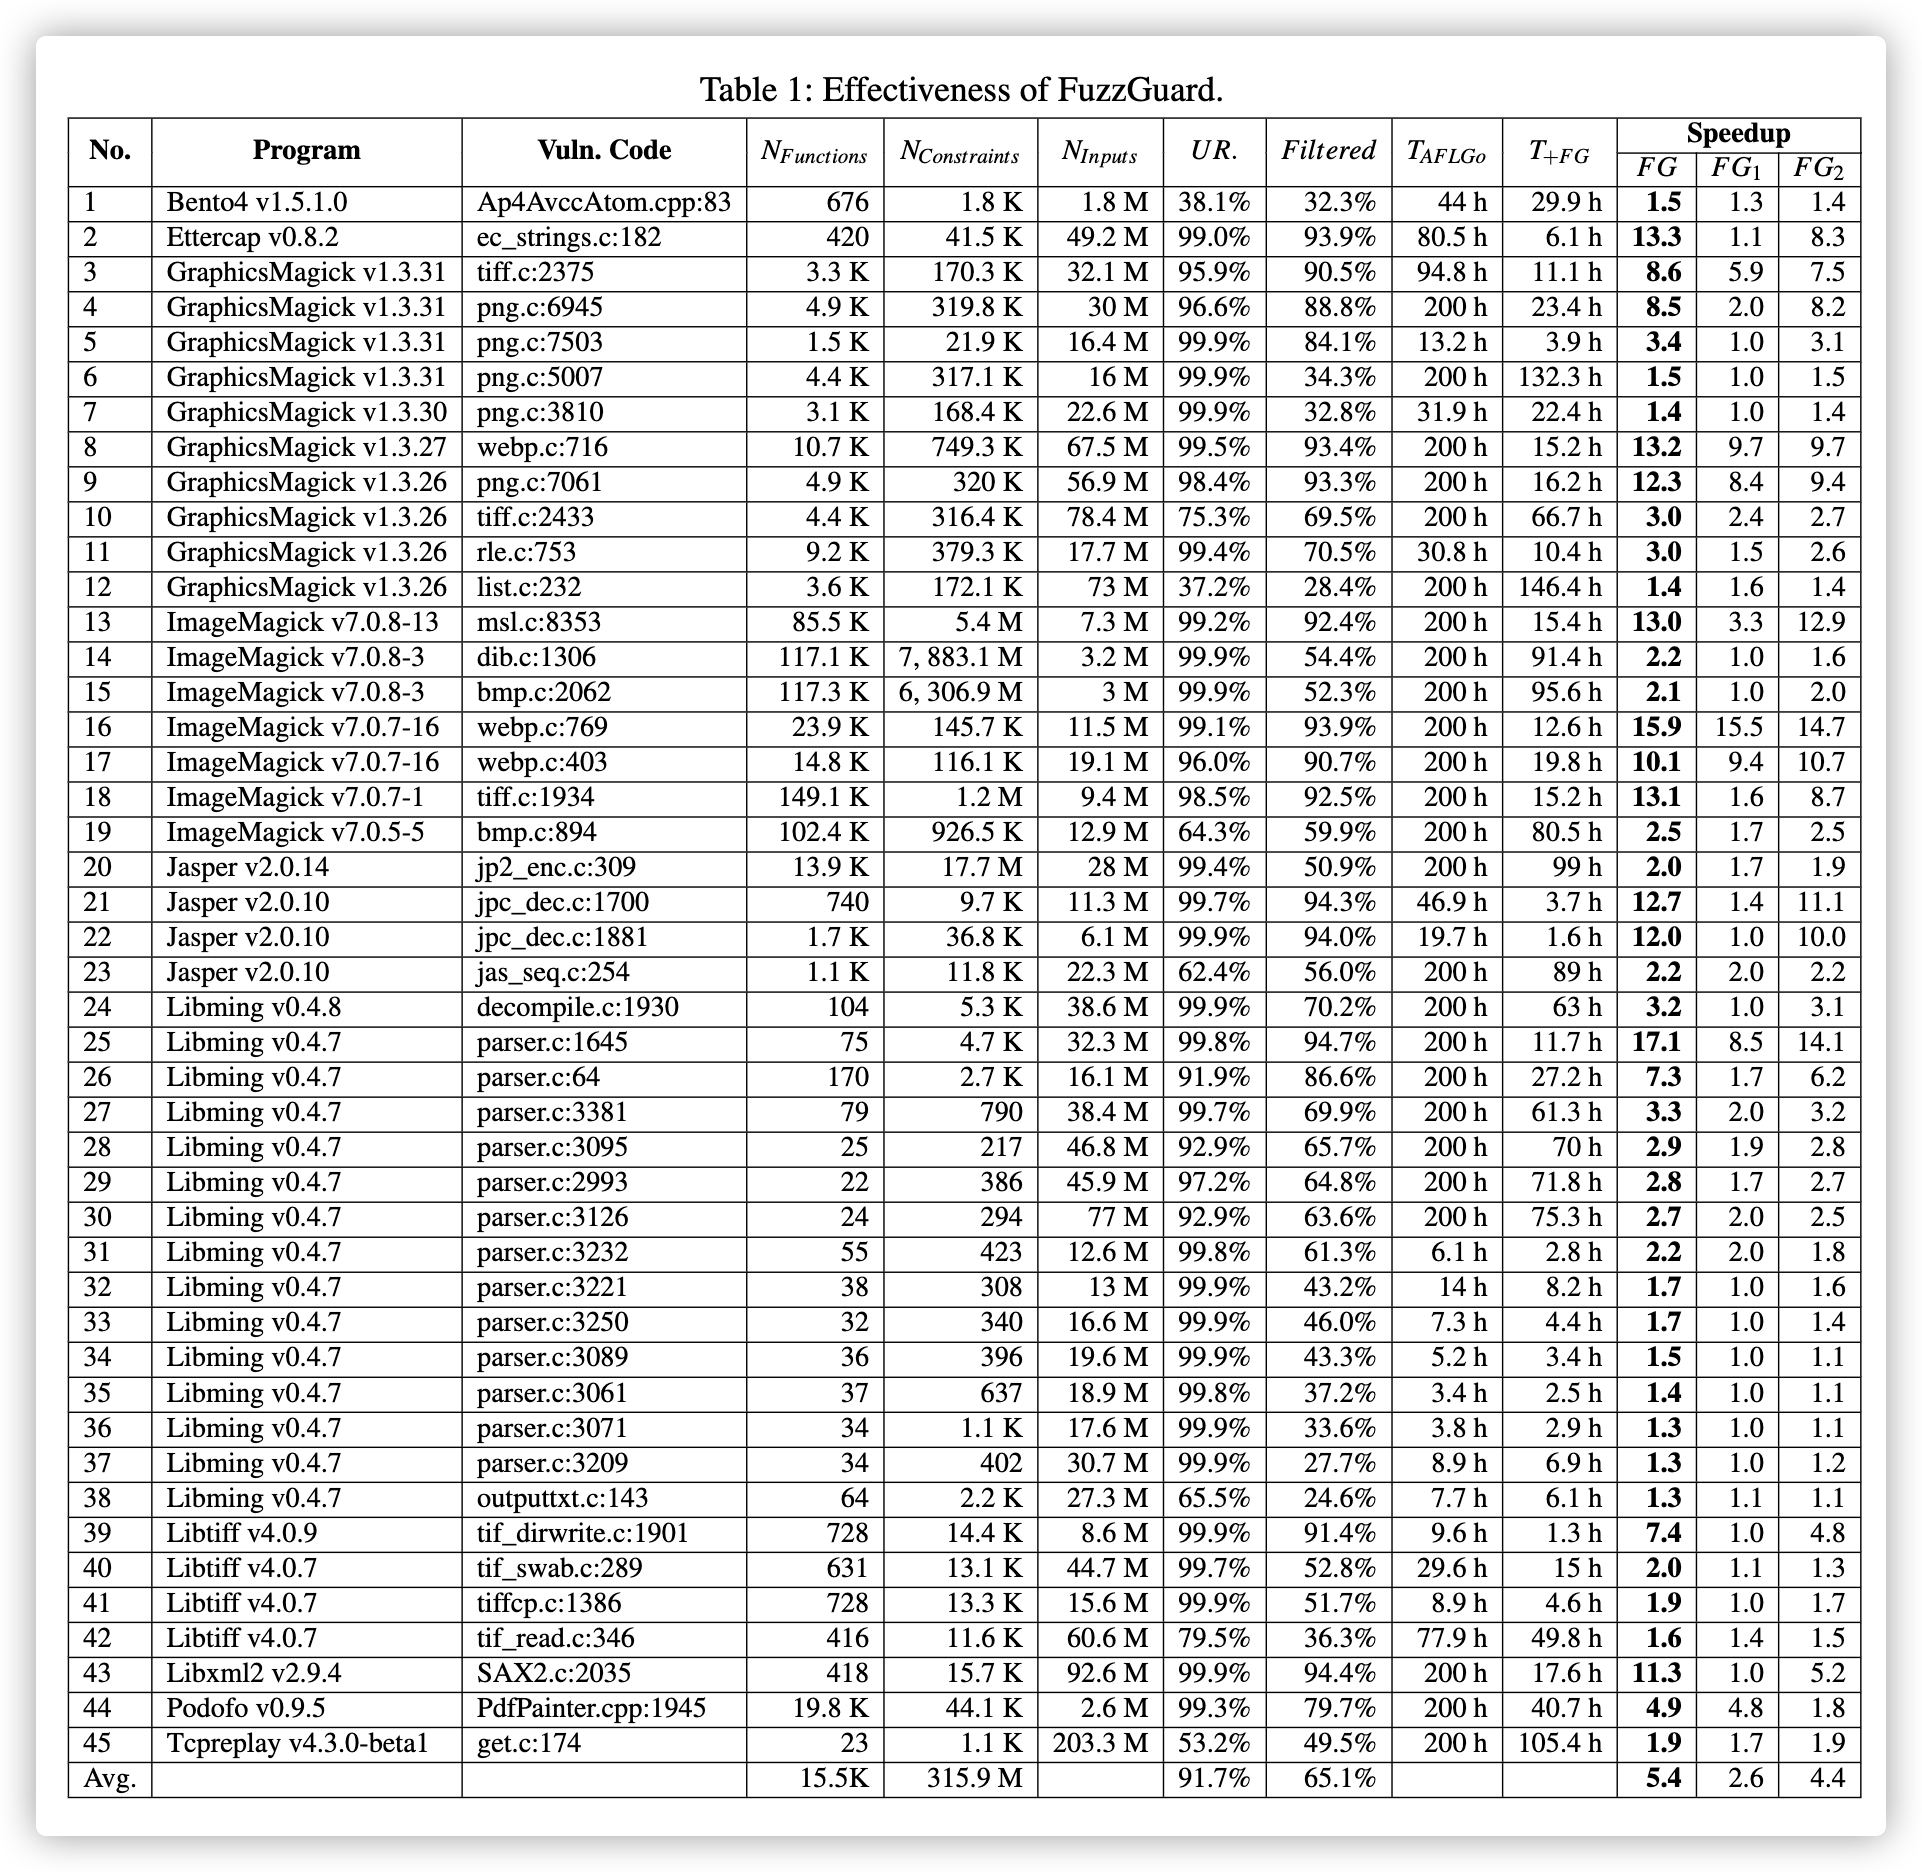 Table 1: Effectiveness of FuzzGuard.
No. Program Vuln. Code N_Functions N_Constraints N_Inputs UR. Filtered T_AFLGo T_+FG Speedup
FG FG_1 FG_2
1 Bento4 v1.5.1.0 Ap4AvccAtom.cpp:83 676 1.8 K 1.8 M 38.1% 32.3% 44 h 29.9 h 1.5 1.3 1.4
2 Ettercap v0.8.2 ec_strings.c:182 420 41.5 K 49.2 M 99.0% 93.9% 80.5 h 6.1 h 13.3 1.1 8.3
3 GraphicsMagick v1.3.31 tiff.c:2375 3.3 K 170.3 K 32.1 M 95.9% 90.5% 94.8 h 11.1 h 8.6 5.9 7.5
4 GraphicsMagick v1.3.31 png.c:6945 4.9 K 319.8 K 30 M 96.6% 88.8% 200 h 23.4 h 8.5 2.0 8.2
5 GraphicsMagick v1.3.31 png.c:7503 1.5 K 21.9 K 16.4 M 99.9% 84.1% 13.2 h 3.9 h 3.4 1.0 3.1
6 GraphicsMagick v1.3.31 png.c:5007 4.4 K 317.1 K 16 M 99.9% 34.3% 200 h 132.3 h 1.5 1.0 1.5
7 GraphicsMagick v1.3.30 png.c:3810 3.1 K 168.4 K 22.6 M 99.9% 32.8% 31.9 h 22.4 h 1.4 1.0 1.4
8 GraphicsMagick v1.3.27 webp.c:716 10.7 K 749.3 K 67.5 M 99.5% 93.4% 200 h 15.2 h 13.2 9.7 9.7
9 GraphicsMagick v1.3.26 png.c:7061 4.9 K 320 K 56.9 M 98.4% 93.3% 200 h 16.2 h 12.3 8.4 9.4
10 GraphicsMagick v1.3.26 tiff.c:2433 4.4 K 316.4 K 78.4 M 75.3% 69.5% 200 h 66.7 h 3.0 2.4 2.7
11 GraphicsMagick v1.3.26 rle.c:753 9.2 K 379.3 K 17.7 M 99.4% 70.5% 30.8 h 10.4 h 3.0 1.5 2.6
12 GraphicsMagick v1.3.26 list.c:232 3.6 K 172.1 K 73 M 37.2% 28.4% 200 h 146.4 h 1.4 1.6 1.4
13 ImageMagick v7.0.8-13 msl.c:8353 85.5 K 5.4 M 7.3 M 99.2% 92.4% 200 h 15.4 h 13.0 3.3 12.9
14 ImageMagick v7.0.8-3 dib.c:1306 117.1 K 7, 883.1 M 3.2 M 99.9% 54.4% 200 h 91.4 h 2.2 1.0 1.6
15 ImageMagick v7.0.8-3 bmp.c:2062 117.3 K 6, 306.9 M 3 M 99.9% 52.3% 200 h 95.6 h 2.1 1.0 2.0
16 ImageMagick v7.0.7-16 webp.c:769 23.9 K 145.7 K 11.5 M 99.1% 93.9% 200 h 12.6 h 15.9 15.5 14.7
17 ImageMagick v7.0.7-16 webp.c:403 14.8 K 116.1 K 19.1 M 96.0% 90.7% 200 h 19.8 h 10.1 9.4 10.7
18 ImageMagick v7.0.7-1 tiff.c:1934 149.1 K 1.2 M 9.4 M 98.5% 92.5% 200 h 15.2 h 13.1 1.6 8.7
19 ImageMagick v7.0.5-5 bmp.c:894 102.4 K 926.5 K 12.9 M 64.3% 59.9% 200 h 80.5 h 2.5 1.7 2.5
20 Jasper v2.0.14 jp2_enc.c:309 13.9 K 17.7 M 28 M 99.4% 50.9% 200 h 99 h 2.0 1.7 1.9
21 Jasper v2.0.10 jpc_dec.c:1700 740 9.7 K 11.3 M 99.7% 94.3% 46.9 h 3.7 h 12.7 1.4 11.1
22 Jasper v2.0.10 jpc_dec.c:1881 1.7 K 36.8 K 6.1 M 99.9% 94.0% 19.7 h 1.6 h 12.0 1.0 10.0
23 Jasper v2.0.10 jas_seq.c:254 1.1 K 11.8 K 22.3 M 62.4% 56.0% 200 h 89 h 2.2 2.0 2.2
24 Libming v0.4.8 decompile.c:1930 104 5.3 K 38.6 M 99.9% 70.2% 200 h 63 h 3.2 1.0 3.1
25 Libming v0.4.7 parser.c:1645 75 4.7 K 32.3 M 99.8% 94.7% 200 h 11.7 h 17.1 8.5 14.1
26 Libming v0.4.7 parser.c:64 170 2.7 K 16.1 M 91.9% 86.6% 200 h 27.2 h 7.3 1.7 6.2
27 Libming v0.4.7 parser.c:3381 79 790 38.4 M 99.7% 69.9% 200 h 61.3 h 3.3 2.0 3.2
28 Libming v0.4.7 parser.c:3095 25 217 46.8 M 92.9% 65.7% 200 h 70 h 2.9 1.9 2.8
29 Libming v0.4.7 parser.c:2993 22 386 45.9 M 97.2% 64.8% 200 h 71.8 h 2.8 1.7 2.7
30 Libming v0.4.7 parser.c:3126 24 294 77 M 92.9% 63.6% 200 h 75.3 h 2.7 2.0 2.5
31 Libming v0.4.7 parser.c:3232 55 423 12.6 M 99.8% 61.3% 6.1 h 2.8 h 2.2 2.0 1.8
32 Libming v0.4.7 parser.c:3221 38 308 13 M 99.9% 43.2% 14 h 8.2 h 1.7 1.0 1.6
33 Libming v0.4.7 parser.c:3250 32 340 16.6 M 99.9% 46.0% 7.3 h 4.4 h 1.7 1.0 1.4
34 Libming v0.4.7 parser.c:3089 36 396 19.6 M 99.9% 43.3% 5.2 h 3.4 h 1.5 1.0 1.1
35 Libming v0.4.7 parser.c:3061 37 637 18.9 M 99.8% 37.2% 3.4 h 2.5 h 1.4 1.0 1.1
36 Libming v0.4.7 parser.c:3071 34 1.1 K 17.6 M 99.9% 33.6% 3.8 h 2.9 h 1.3 1.0 1.1
37 Libming v0.4.7 parser.c:3209 34 402 30.7 M 99.9% 27.7% 8.9 h 6.9 h 1.3 1.0 1.2
38 Libming v0.4.7 outputtxt.c:143 64 2.2 K 27.3 M 65.5% 24.6% 7.7 h 6.1 h 1.3 1.1 1.1
39 Libtiff v4.0.9 tif_dirwrite.c:1901 728 14.4 K 8.6 M 99.9% 91.4% 9.6 h 1.3 h 7.4 1.0 4.8
40 Libtiff v4.0.7 tif_swab.c:289 631 13.1 K 44.7 M 99.7% 52.8% 29.6 h 15 h 2.0 1.1 1.3
41 Libtiff v4.0.7 tiffcp.c:1386 728 13.3 K 15.6 M 99.9% 51.7% 8.9 h 4.6 h 1.9 1.0 1.7
42 Libtiff v4.0.7 tif_read.c:346 416 11.6 K 60.6 M 79.5% 36.3% 77.9 h 49.8 h 1.6 1.4 1.5
43 Libxml2 v2.9.4 SAX2.c:2035 418 15.7 K 92.6 M 99.9% 94.4% 200 h 17.6 h 11.3 1.0 5.2
44 Podofo v0.9.5 PdfPainter.cpp:1945 19.8 K 44.1 K 2.6 M 99.3% 79.7% 200 h 40.7 h 4.9 4.8 1.8
45 Tcpreplay v4.3.0-beta1 get.c:174 23 1.1 K 203.3 M 53.2% 49.5% 200 h 105.4 h 1.9 1.7 1.9
Avg. 15.5K 315.9 M 91.7% 65.1% 5.4 2.6 4.4